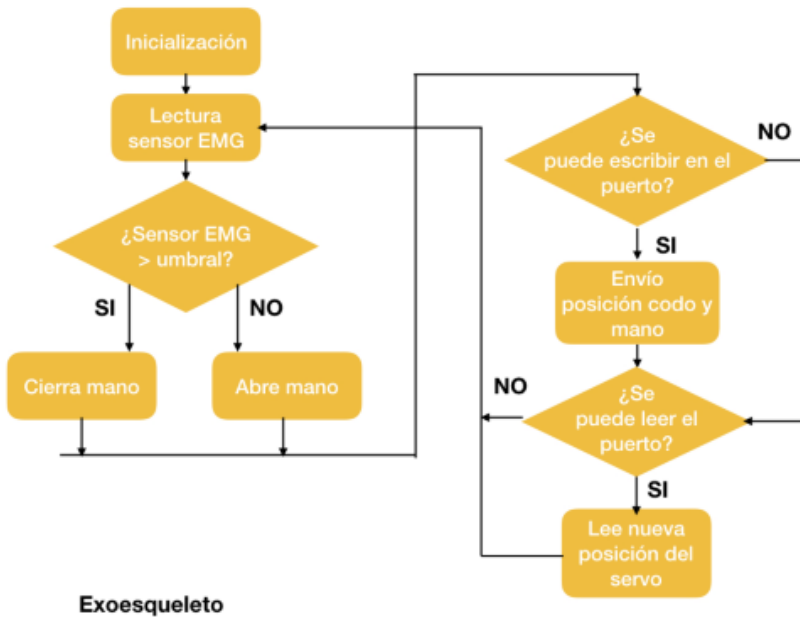 Inicialización
Lectura
sensor EMG
¿Sensor EMG
> umbral?
SI
NO
Cierra mano
Abre mano
¿Se
puede escribir en el
puerto?
NO
SI
Envío
posición codo y
mano
¿Se
puede leer el
puerto?
NO
SI
Lee nueva
posición del
servo
Exoesqueleto